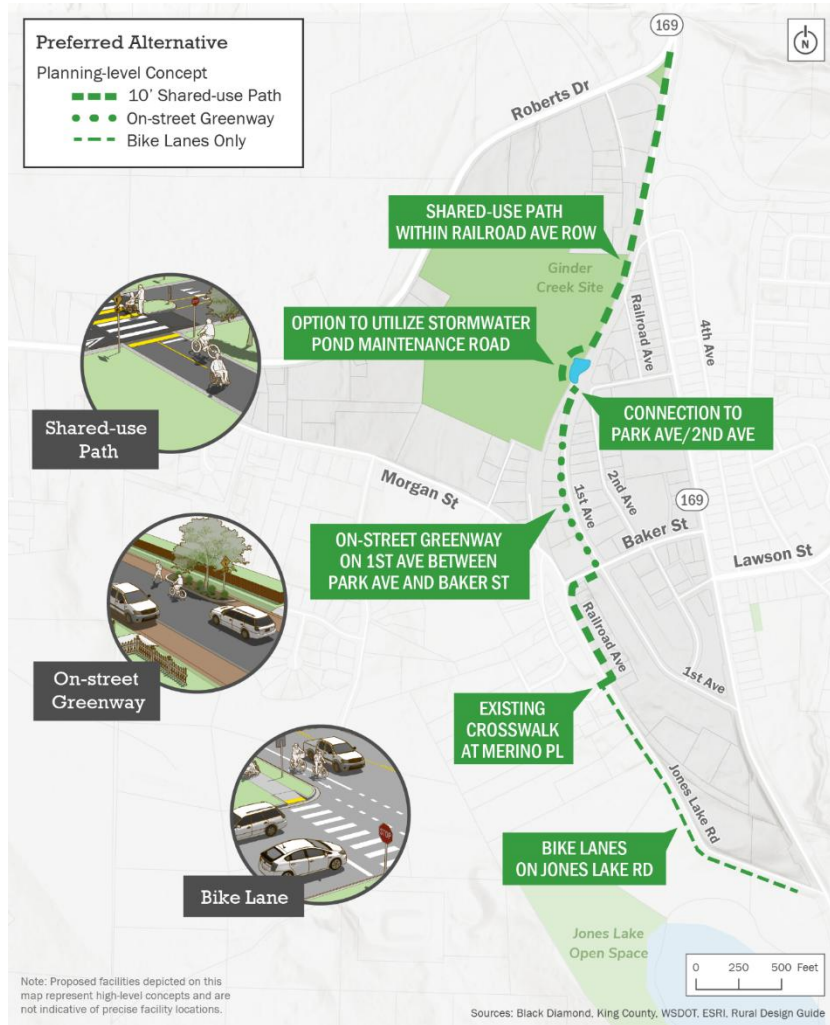 Preferred Alternative
Planning-level Concept
10' Shared-use Path
On-street Greenway
Bike Lanes Only
169
N
Roberts Dr
SHARED-USE PATH
WITHIN RAILROAD AVE ROW
Ginder
Creek Site
Railroad Ave
4th Ave
OPTION TO UTILIZE STORMWATER
POND MAINTENANCE ROAD
Shared-use
Path
CONNECTION TO
PARK AVE/2ND AVE
Morgan St
1st Ave
2nd Ave
169
Baker St
Lawson St
ON-STREET GREENWAY
ON 1ST AVE BETWEEN
PARK AVE AND BAKER ST
Railroad Ave
1st Ave
On-street
Greenway
EXISTING
CROSSWALK
AT MERINO PL
Jones Lake Rd
STOP
BIKE LANES
ON JONES LAKE RD
Bike Lane
Jones Lake
Open Space
0 250 500 Feet
Note: Proposed facilities depicted on this
map represent high-level concepts and are
not indicative of precise facility locations.
Sources: Black Diamond, King County, WSDOT, ESRI, Rural Design Guide